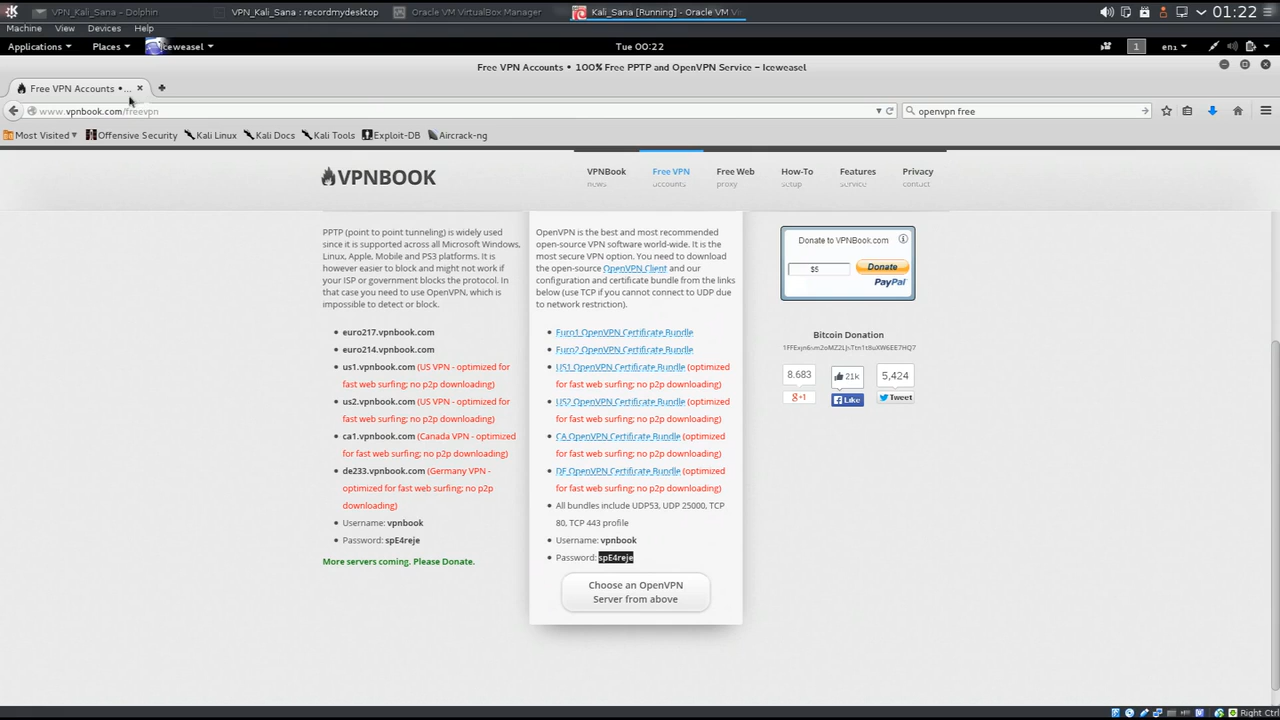 VPN_Kali_Sana - Dolphin
VPN_Kali_Sana : recordmydesktop
Oracle VM VirtualBox Manager
Kali_Sana [Running] - Oracle VM Vi
01:22
Machine View Devices Help
Applications Places Iceweasel
Tue 00:22
1 en1
Free VPN Accounts • 100% Free PPTP and OpenVPN Service – Iceweasel
Free VPN Accounts •...
www.vpnbook.com/freevpn
openvpn free
Most Visited Offensive Security Kali Linux Kali Docs Kali Tools Exploit-DB Aircrack-ng
VPNBOOK
VPNBook Free VPN Free Web How-To Features Privacy
news accounts proxy setup service contact
PPTP (point to point tunneling) is widely used
since it is supported across all Microsoft Windows,
Linux, Apple, Mobile and PS3 platforms. It is
however easier to block and might not work if
your ISP or government blocks the protocol. In
that case you need to use OpenVPN, which is
impossible to detect or block.
euro217.vpnbook.com
euro214.vpnbook.com
us1.vpnbook.com (US VPN - optimized
for fast web surfing; no p2p downloading)
us2.vpnbook.com (US VPN - optimized
for fast web surfing; no p2p downloading)
ca1.vpnbook.com (Canada VPN - optimized
for fast web surfing; no p2p downloading)
de233.vpnbook.com (Germany VPN -
optimized for fast web surfing; no p2p
downloading)
Username: vpnbook
Password: spE4reje
More servers coming. Please Donate.
OpenVPN is the best and most recommended
open-source VPN software world-wide. It is the
most secure VPN option. You need to download
the open-source OpenVPN Client and our
configuration and certificate bundle from the links
below (use TCP if you cannot connect to UDP due
to network restriction).
Euro1 OpenVPN Certificate Bundle
Euro2 OpenVPN Certificate Bundle
US1 OpenVPN Certificate Bundle (optimized
for fast web surfing; no p2p downloading)
US2 OpenVPN Certificate Bundle (optimized
for fast web surfing; no p2p downloading)
CA OpenVPN Certificate Bundle (optimized
for fast web surfing; no p2p downloading)
DE OpenVPN Certificate Bundle (optimized
for fast web surfing; no p2p downloading)
All bundles include UDP53, UDP 25000, TCP
80, TCP 443 profile
Username: vpnbook
Password: spE4reje
Choose an OpenVPN
Server from above
Donate to VPNBook.com
$5
Donate
PayPal
Bitcoin Donation
8.683 21k 5,424
g+1 Like Tweet
Right Ctrl